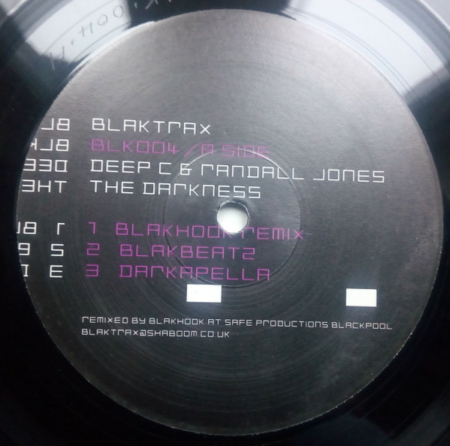 BLAKTRAX
BLK004 / A SIDE
DEEP C & RANDALL JONES
THE DARKNESS
1 BLAKHOOK REMIX
2 BLAKBEATZ
3 DARKAPELLA
REMIXED BY BLAKHOOK AT SAFE PRODUCTIONS BLACKPOOL
BLAKTRAX@SHABOOM.CO.UK